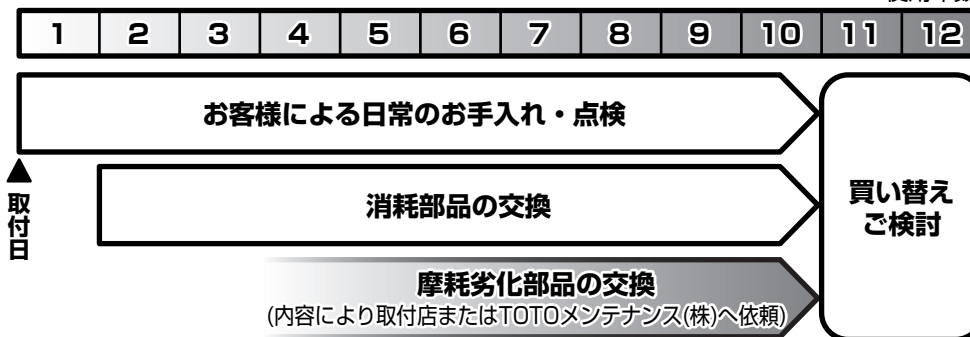 1 2 3 4 5 6 7 8 9 10 11 12
お客様による日常のお手入れ・点検
取付日
消耗部品の交換
買い替え
ご検討
摩耗劣化部品の交換
(内容により取付店またはTOTOメンテナンス(株)へ依頼)